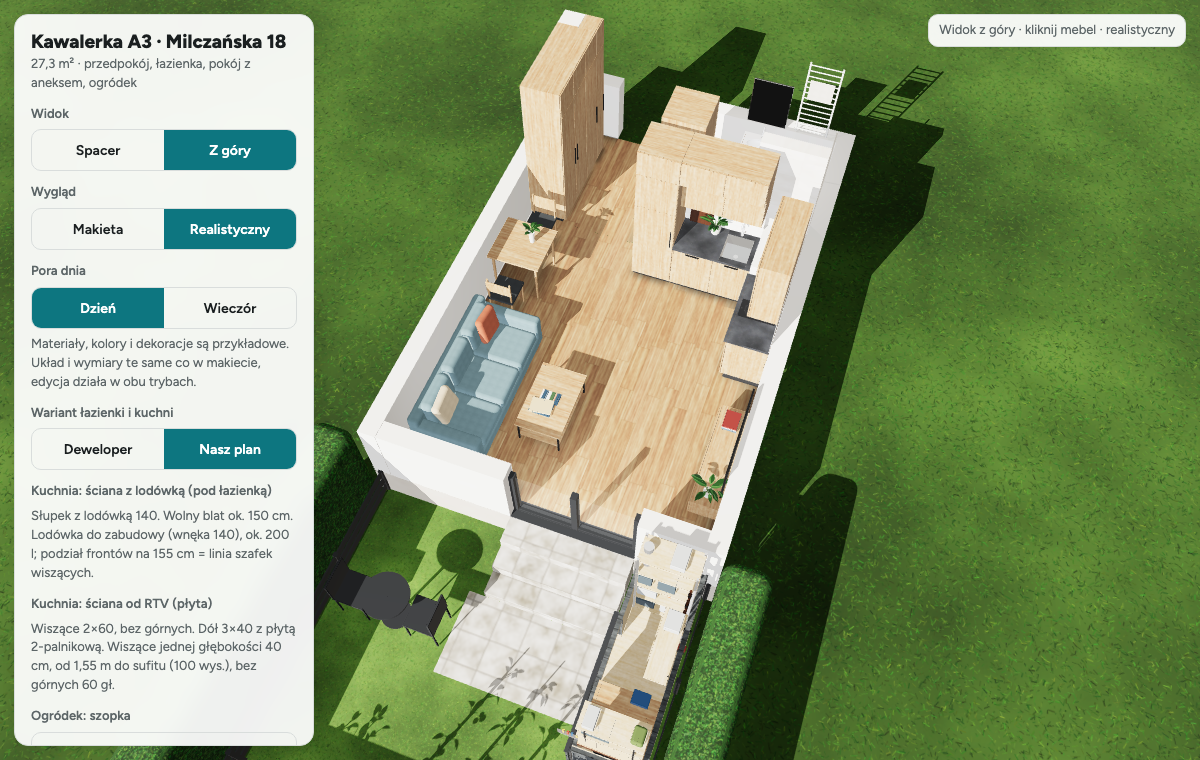 Kawalerka A3 · Milczańska 18
27,3 m² · przedpokój, łazienka, pokój z
aneksem, ogródek
Widok
Spacer
Z góry
Wygląd
Makieta
Realistyczny
Pora dnia
Dzień
Wieczór
Materiały, kolory i dekoracje są przykładowe.
Układ i wymiary te same co w makiecie,
edycja działa w obu trybach.
Wariant łazienki i kuchni
Deweloper
Nasz plan
Kuchnia: ściana z lodówką (pod łazienką)
Słupek z lodówką 140. Wolny blat ok. 150 cm.
Lodówka do zabudowy (wnęka 140), ok. 200
l; podział frontów na 155 cm = linia szafek
wiszących.
Kuchnia: ściana od RTV (płyta)
Wiszące 2×60, bez górnych. Dół 3×40 z płytą
2-palnikową. Wiszące jednej głębokości 40
cm, od 1,55 m do sufitu (100 wys.), bez
górnych 60 gł.
Ogródek: szopka
Widok z góry · kliknij mebel · realistyczny